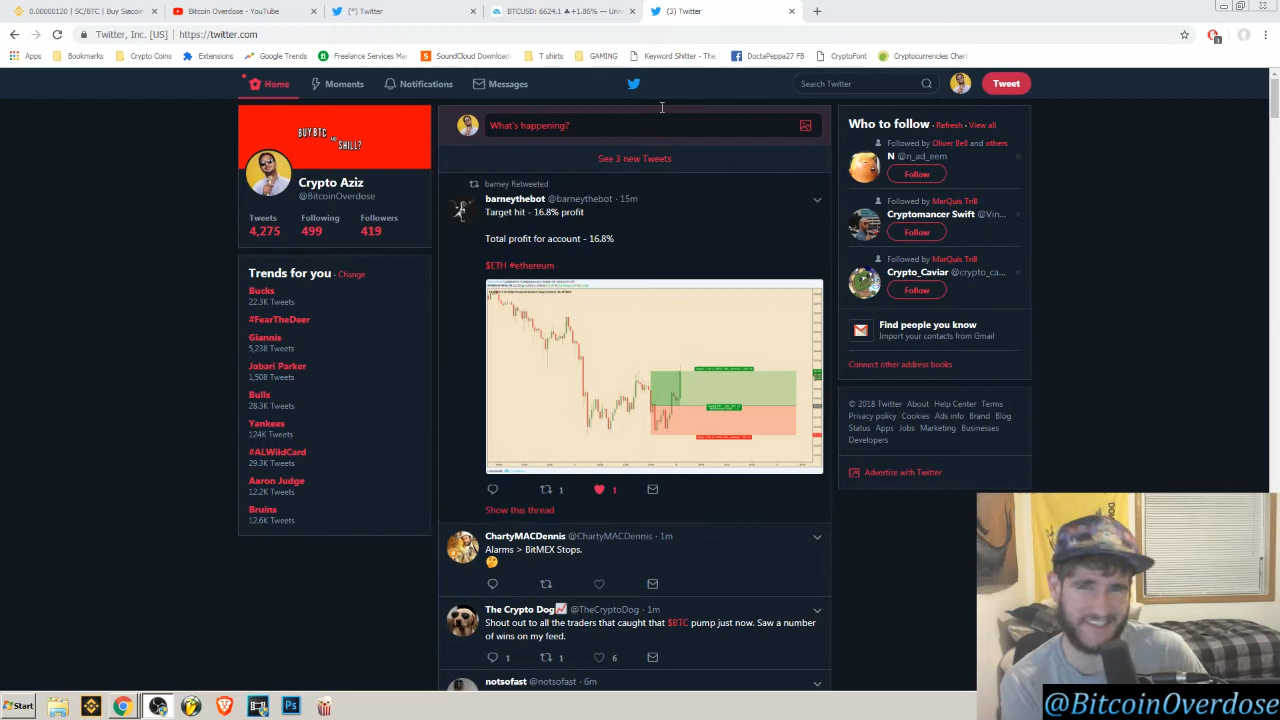 0.00000120 | SC/BTC | Buy Siacoin
Bitcoin Overdose - YouTube
(*) Twitter
BTCUSD: 6624.1 ▲+1.86% — Unn
(3) Twitter
Twitter, Inc. [US] | https://twitter.com
Apps
Bookmarks
Crypto Coins
Extensions
Google Trends
Freelance Services Mar
SoundCloud Downloader
T shirts
GAMING
Keyword Shitter - The
DoctaPeppa27 FB
CryptoFont
Cryptocurrencies Chart
Home
Moments
Notifications
Messages
Search Twitter
Tweet
BUY BTC
SHILL?
Crypto Aziz
@BitcoinOverdose
Tweets
Following
Followers
4,275
499
419
Trends for you · Change
Bucks
22.3K Tweets
#FearTheDeer
Giannis
5,238 Tweets
Jabari Parker
1,508 Tweets
Bulls
28.3K Tweets
Yankees
124K Tweets
#ALWildCard
29.3K Tweets
Aaron Judge
12.2K Tweets
Bruins
12.6K Tweets
What's happening?
See 3 new Tweets
barney Retweeted
barneythebot @barneythebot · 15m
Target hit - 16.8% profit
Total profit for account - 16.8%
$ETH #ethereum
1
1
Show this thread
ChartyMACDennis @ChartyMACDennis · 1m
Alarms > BitMEX Stops.
The Crypto Dog @TheCryptoDog · 1m
Shout out to all the traders that caught that $BTC pump just now. Saw a number
of wins on my feed.
1
1
6
notsofast @notsofast · 6m
Who to follow · Refresh · View all
Followed by Oliver Bell and others
N @n_ad_eem
Follow
Followed by MarQuis Trill
Cryptomancer Swift @Vin...
Follow
Followed by MarQuis Trill
Crypto_Caviar @crypto_ca...
Follow
Find people you know
Import your contacts from Gmail
Connect other address books
© 2018 Twitter About Help Center Terms
Privacy policy Cookies Ads info Brand Blog
Status Apps Jobs Marketing Businesses
Developers
Advertise with Twitter
Start
@BitcoinOverdose